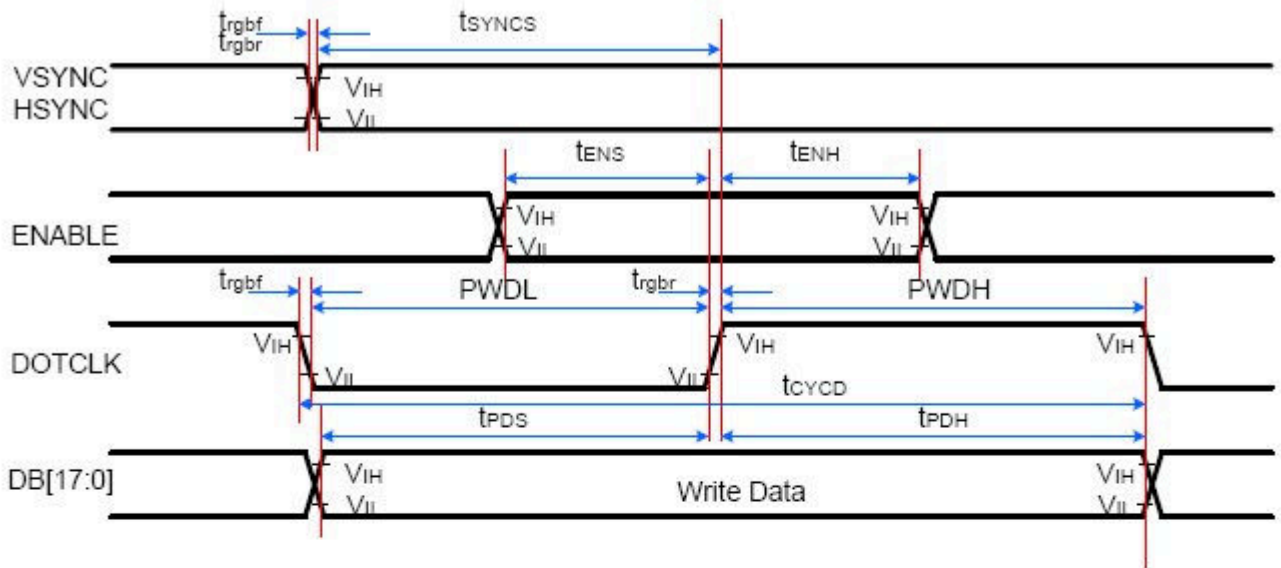 trgbf
trgbr
tSYNCS
VSYNC
HSYNC
VIH
VIL
tENS
tENH
ENABLE
VIH
VIL
VIH
VIL
trgbf
PWDL
trgbr
PWDH
DOTCLK
VIH
VIL
VIL
VIH
VIH
tCYCD
tPDS
tPDH
DB[17:0]
VIH
VIL
Write Data
VIH
VIL